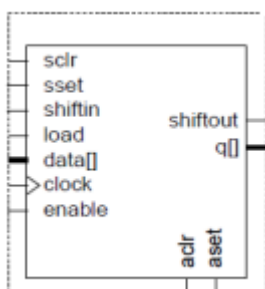 sclr
sset
shiftin
load
data[]
clock
enable
shiftout
q[]
aclr
aset